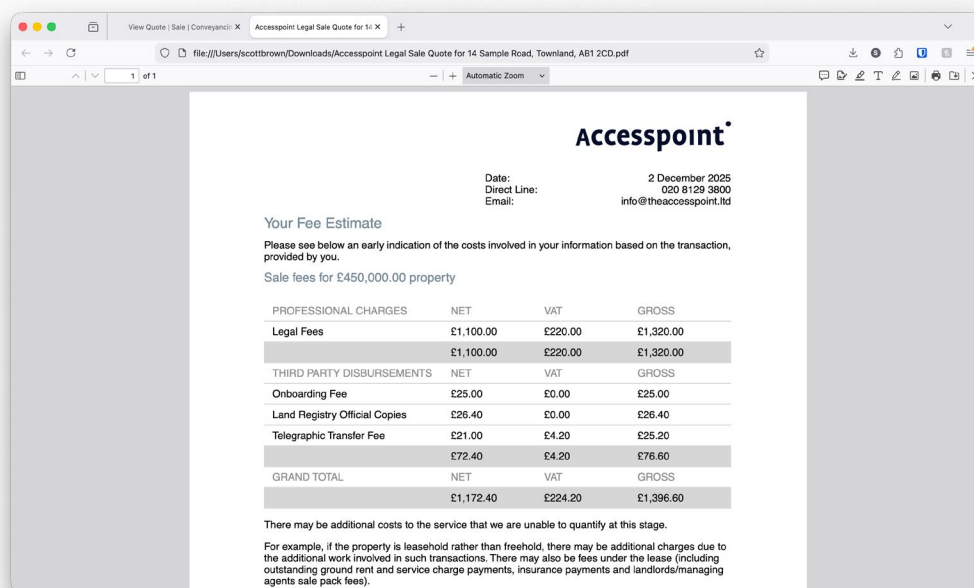 View Quote | Sale | Conveyancin
Accesspoint Legal Sale Quote for 14
file:///Users/scottbrown/Downloads/Accesspoint Legal Sale Quote for 14 Sample Road, Townland, AB1 2CD.pdf
1 of 1
Automatic Zoom
Accesspoint
Date: 2 December 2025
Direct Line: 020 8129 3800
Email: info@theaccesspoint.ltd
Your Fee Estimate
Please see below an early indication of the costs involved in your information based on the transaction,
provided by you.
Sale fees for £450,000.00 property
PROFESSIONAL CHARGES NET VAT GROSS
Legal Fees £1,100.00 £220.00 £1,320.00
£1,100.00 £220.00 £1,320.00
THIRD PARTY DISBURSEMENTS NET VAT GROSS
Onboarding Fee £25.00 £0.00 £25.00
Land Registry Official Copies £26.40 £0.00 £26.40
Telegraphic Transfer Fee £21.00 £4.20 £25.20
£72.40 £4.20 £76.60
GRAND TOTAL NET VAT GROSS
£1,172.40 £224.20 £1,396.60
There may be additional costs to the service that we are unable to quantify at this stage.
For example, if the property is leasehold rather than freehold, there may be additional charges due to
the additional work involved in such transactions. There may also be fees under the lease (including
outstanding ground rent and service charge payments, insurance payments and landlords/managing
agents sale pack fees).